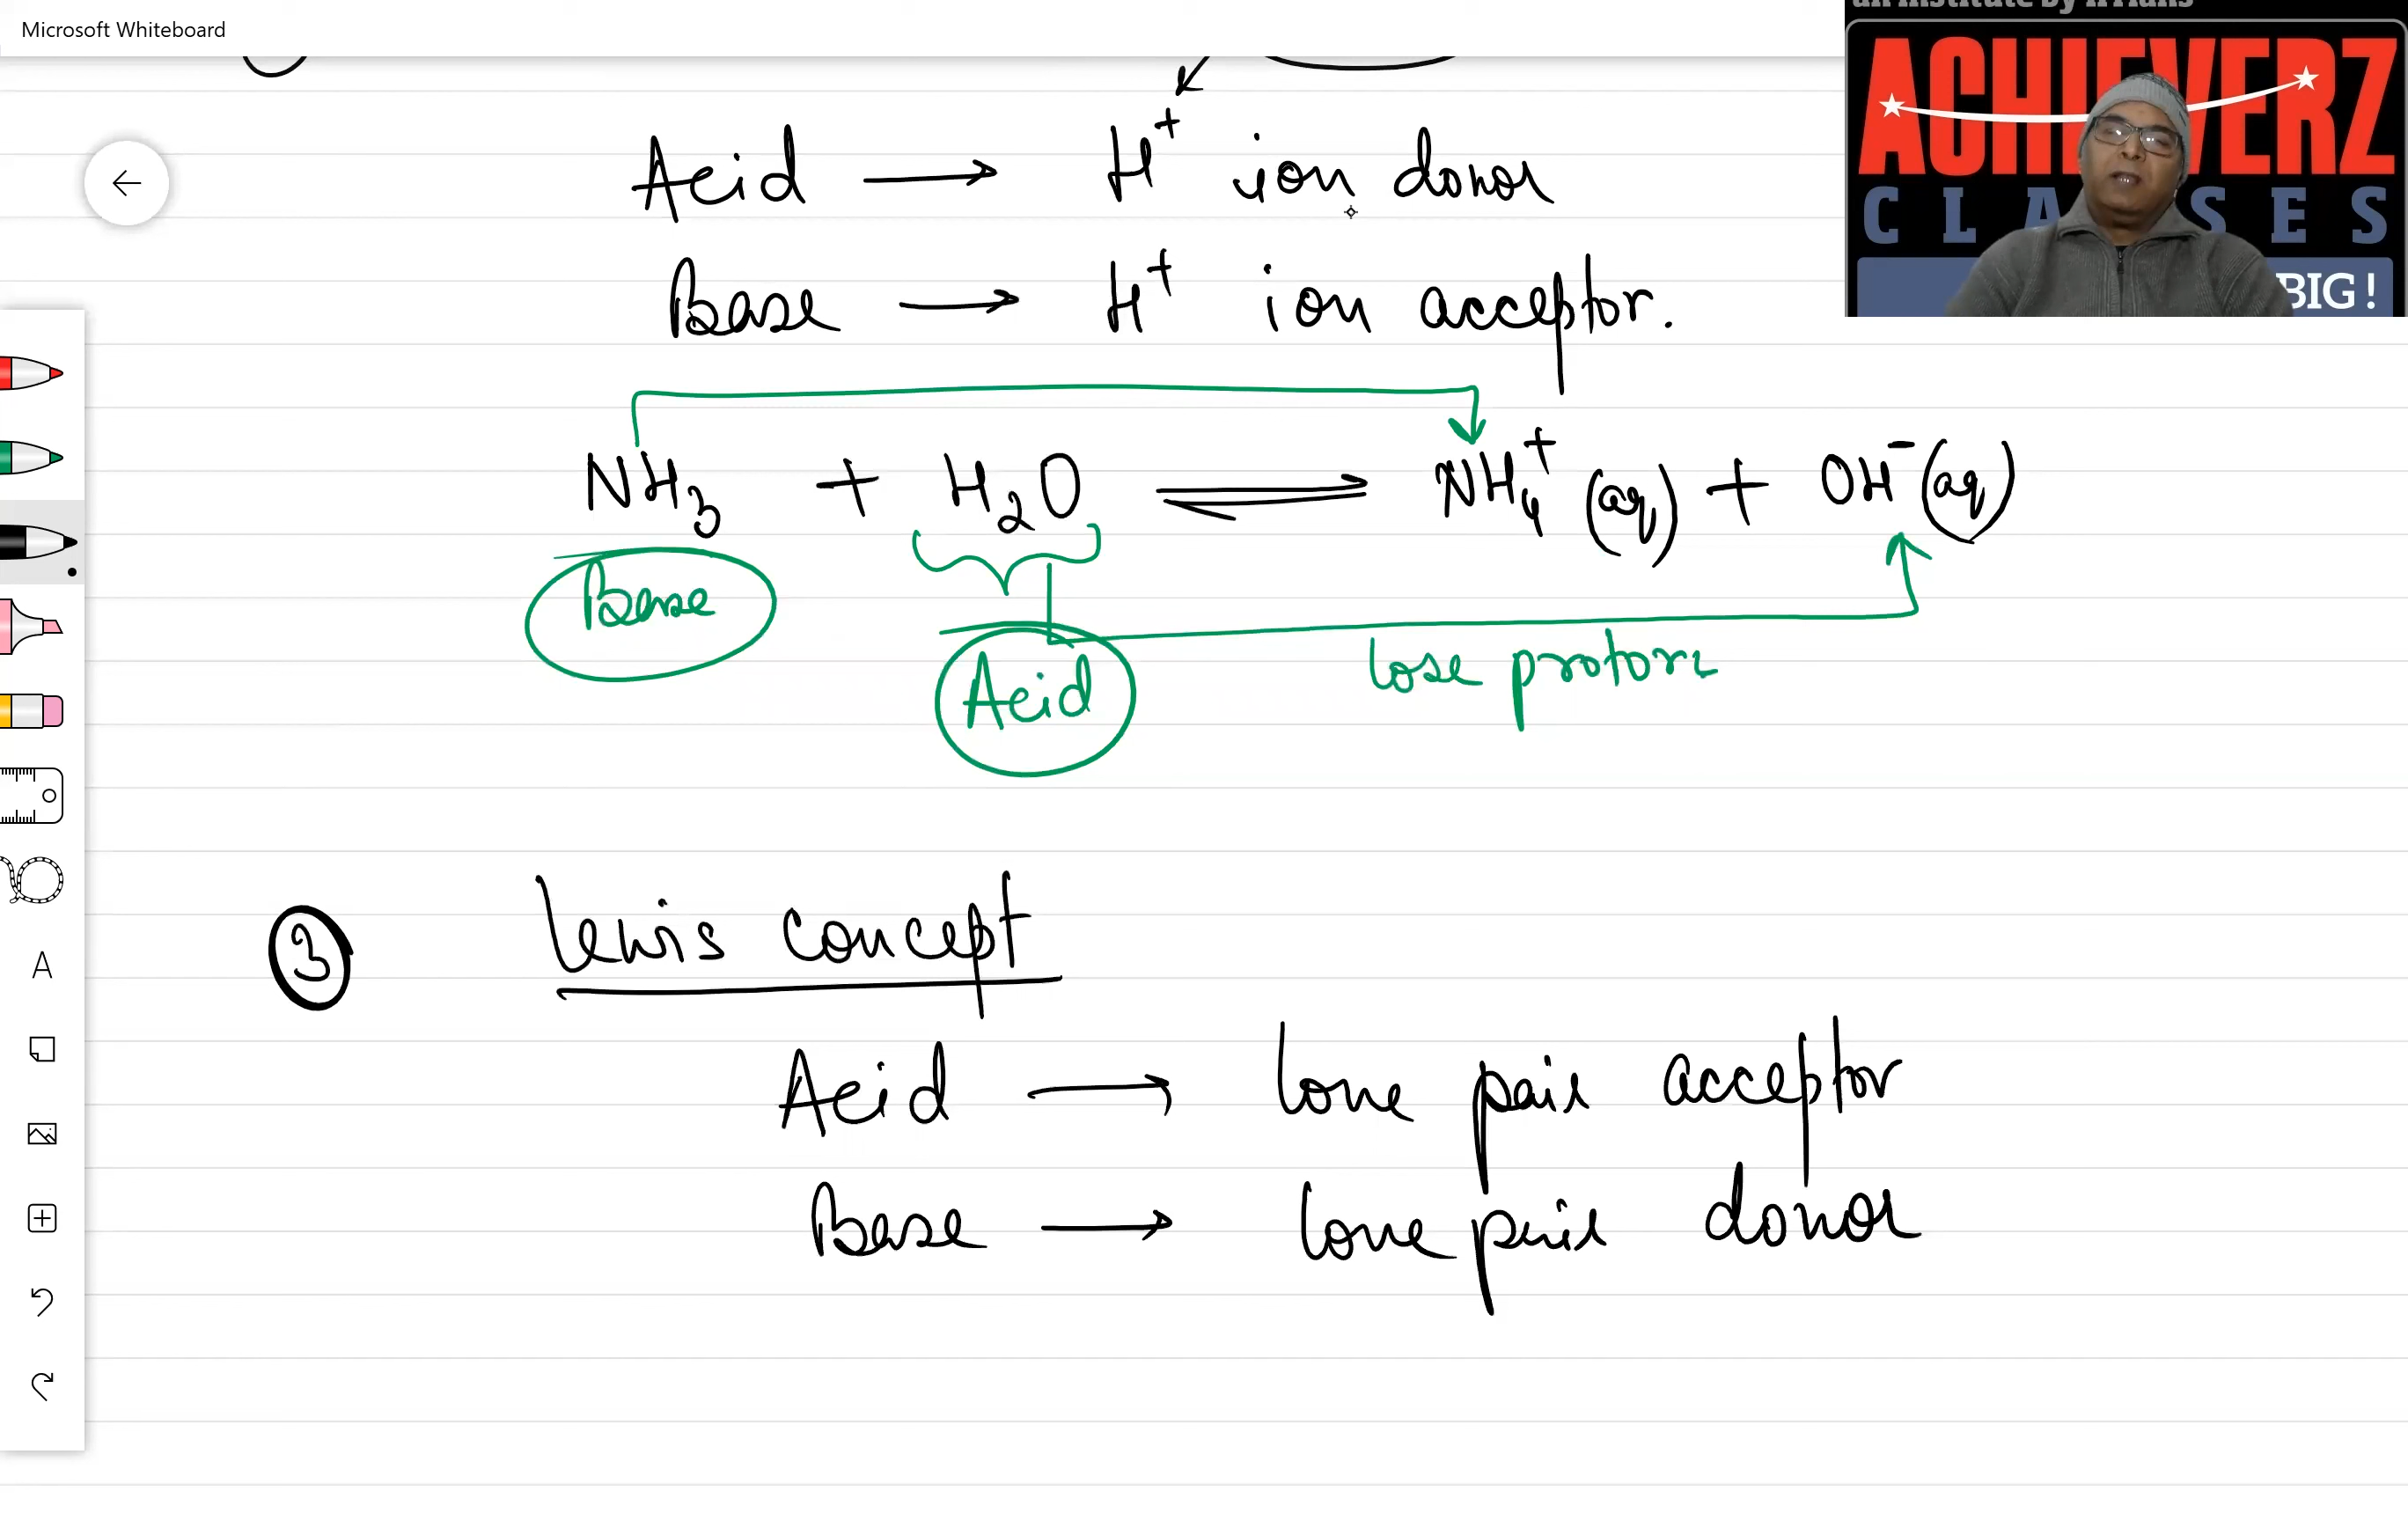 Microsoft Whiteboard
ACHIEVERZ
BIG!
Acid → H⁺ ion donor
Base → H⁺ ion acceptor.
NH₃ + H₂O ⇌ NH₄⁺ (aq) + OH⁻ (aq)
Base
Acid
lose proton
③ Lewis concept
Acid → lone pair acceptor
Base → lone pair donor
A